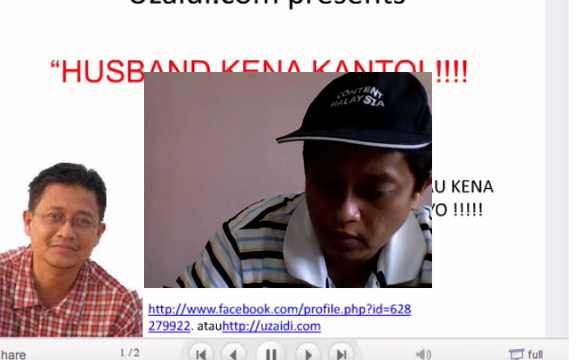 Uzaidi.com presents
“HUSBAND KENA KANTOI !!!!
CONTENT
MALAYSIA
U KENA
YO !!!!!
http://www.facebook.com/profile.php?id=628
279922. atauhttp://uzaidi.com
hare
1 / 2
full